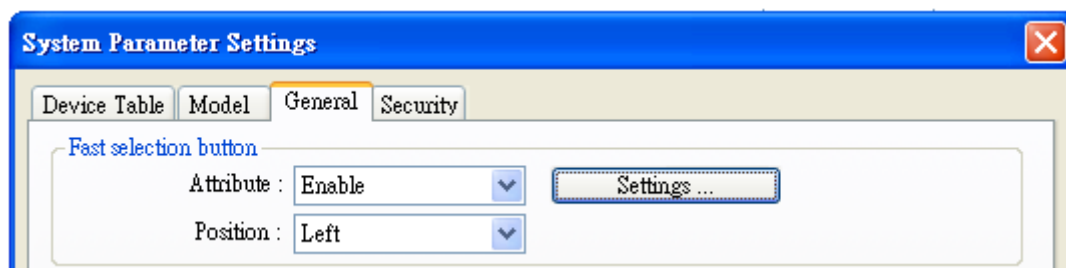 System Parameter Settings
Device Table Model General Security
Fast selection button
Attribute : Enable Settings ...
Position : Left